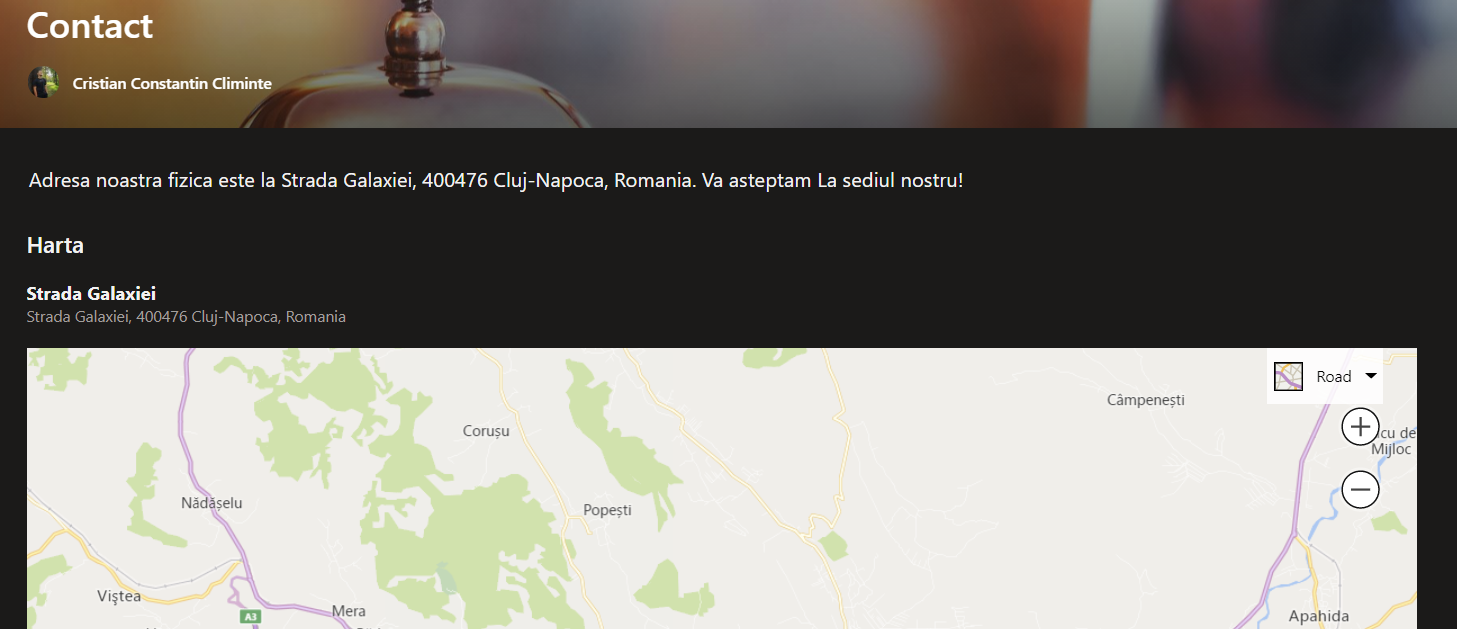 Contact
Cristian Constantin Climinte
Adresa noastra fizica este la Strada Galaxiei, 400476 Cluj-Napoca, Romania. Va asteptam La sediul nostru!
Harta
Strada Galaxiei
Strada Galaxiei, 400476 Cluj-Napoca, Romania
Road
Câmpenești
Corușu
icu de
Mijloc
Nădășelu
Popești
Viștea
A3
Mera
Apahida